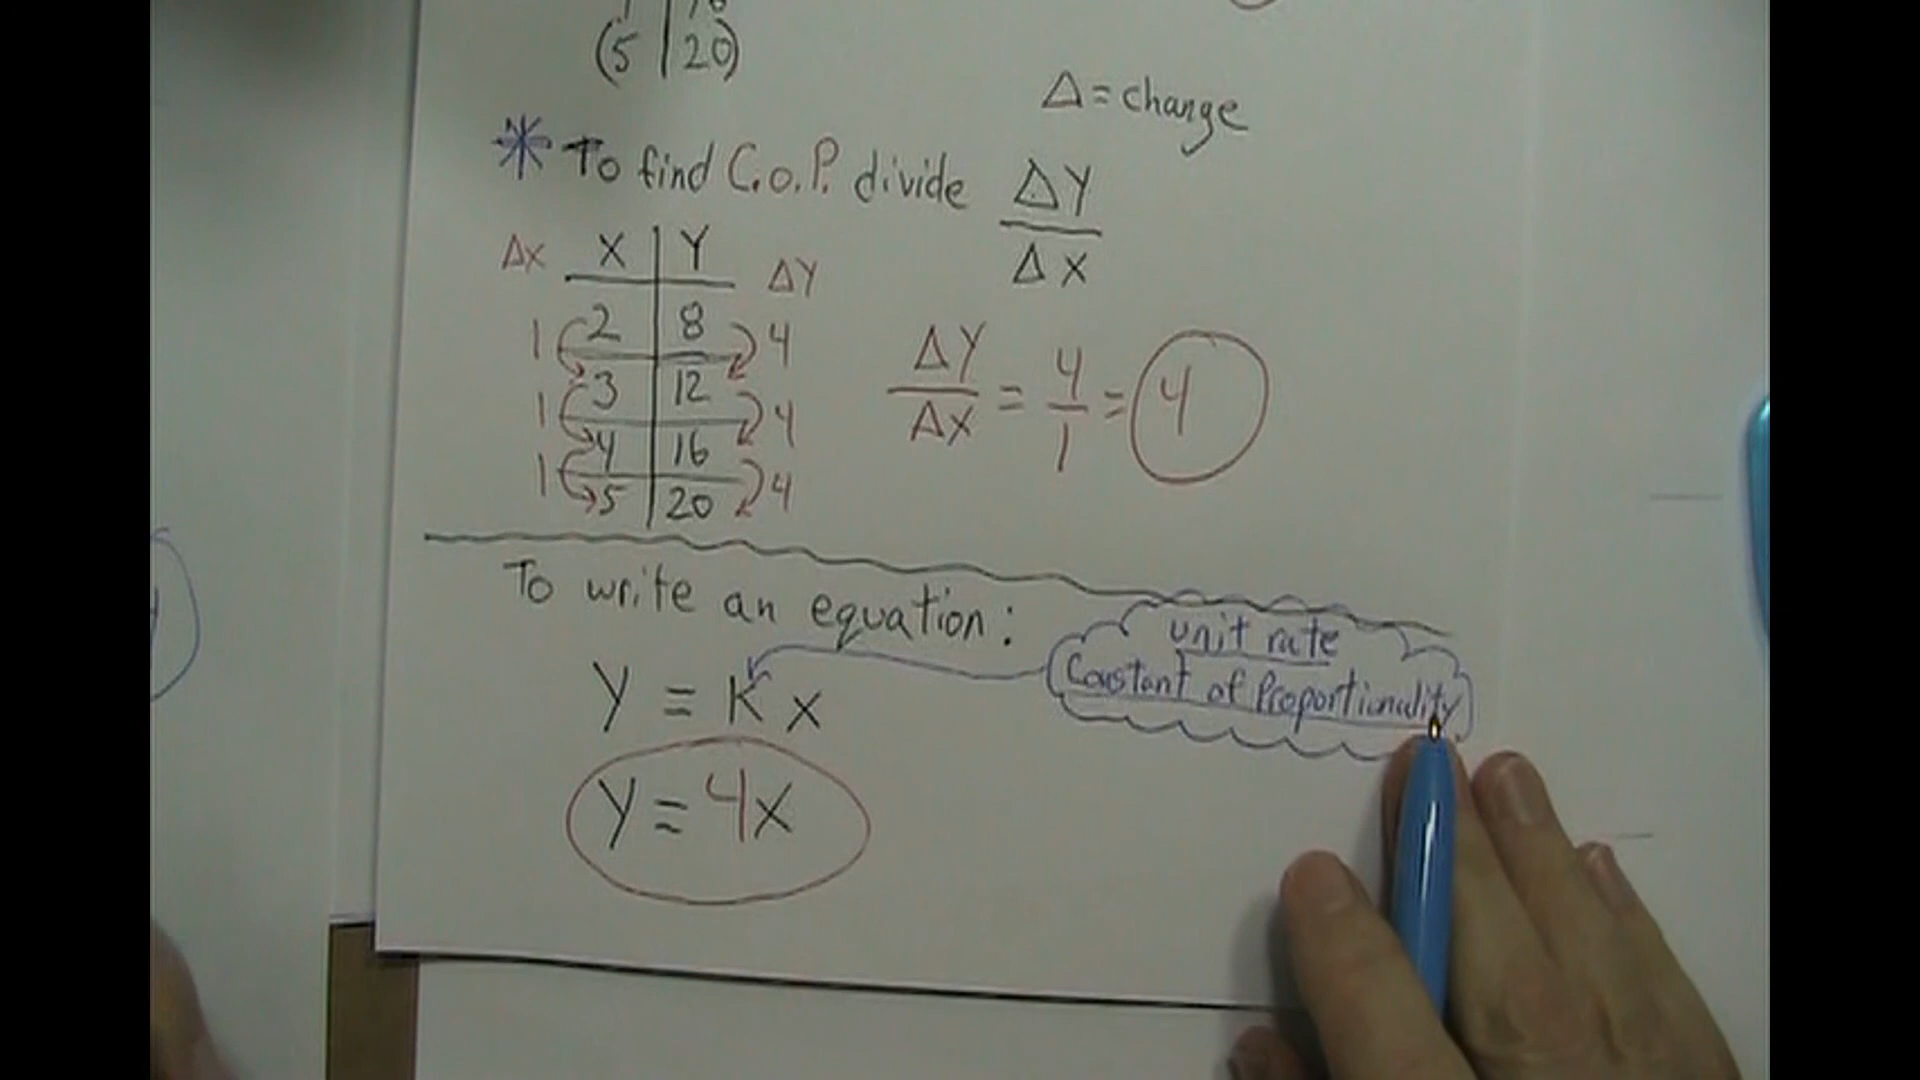 (5 | 20)
Δ = change
* To find C.o.P. divide ΔY
ΔX
ΔX X Y ΔY
1 2 8 4
1 3 12 4
1 4 16 4
5 20
ΔY/ΔX = 4/1 = 4
To write an equation:
unit rate
Constant of Proportionality
Y = K x
y = 4x